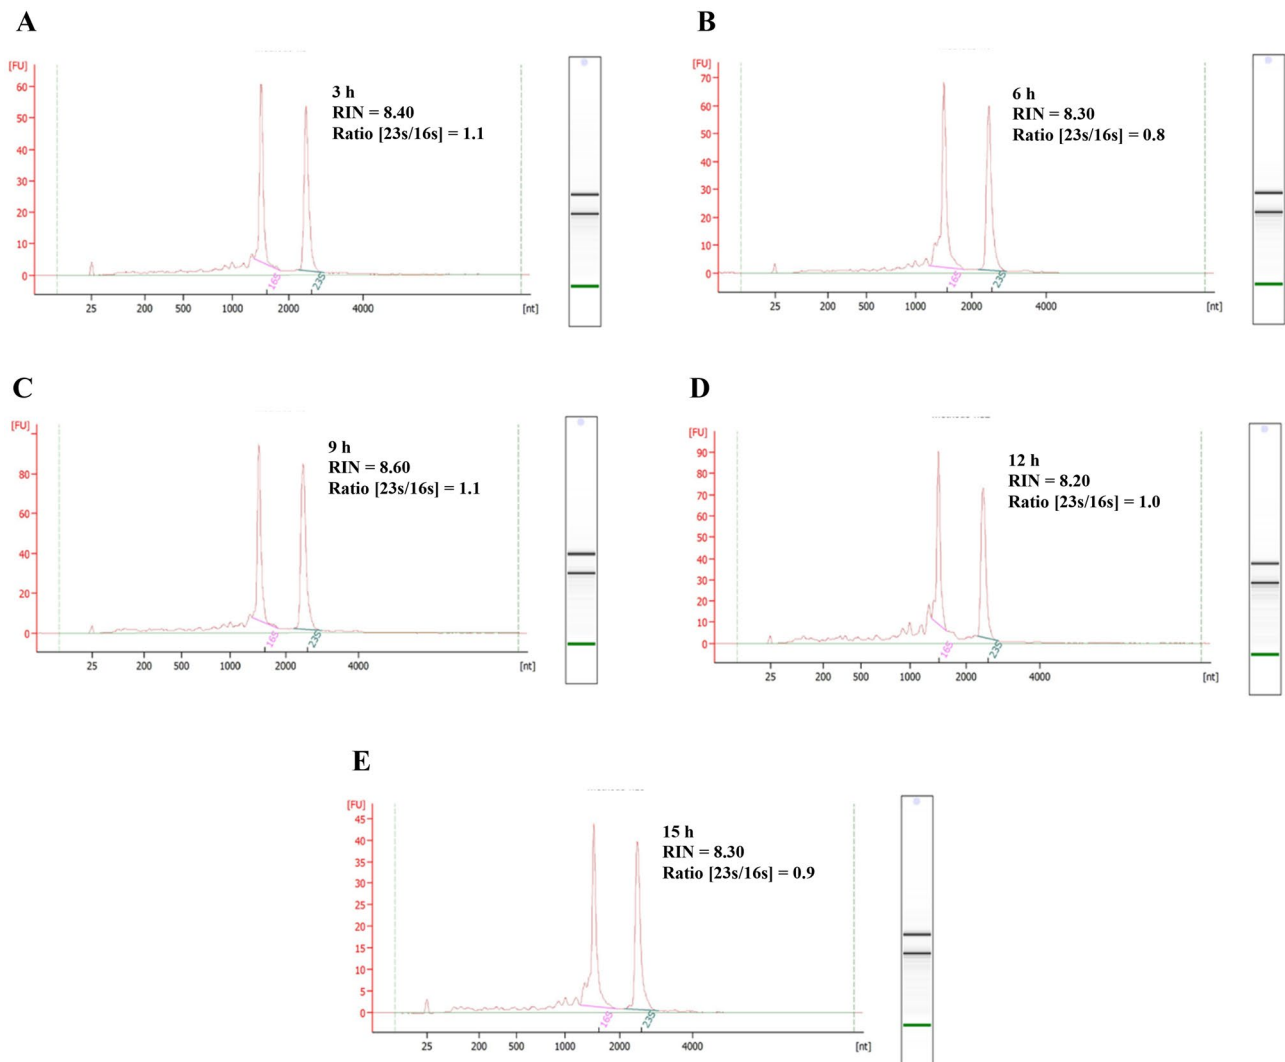 A
[FU]
60
50
40
30
20
10
0
3 h
RIN = 8.40
Ratio [23s/16s] = 1.1
16S
23S
25 200 500 1000 2000 4000 [nt]
B
[FU]
70
60
50
40
30
20
10
0
6 h
RIN = 8.30
Ratio [23s/16s] = 0.8
16S
23S
25 200 500 1000 2000 4000 [nt]
C
[FU]
80
60
40
20
0
9 h
RIN = 8.60
Ratio [23s/16s] = 1.1
16S
23S
25 200 500 1000 2000 4000 [nt]
D
[FU]
90
80
70
60
50
40
30
20
10
0
12 h
RIN = 8.20
Ratio [23s/16s] = 1.0
16S
23S
25 200 500 1000 2000 4000 [nt]
E
[FU]
45
40
35
30
25
20
15
10
5
0
15 h
RIN = 8.30
Ratio [23s/16s] = 0.9
16S
23S
25 200 500 1000 2000 4000 [nt]